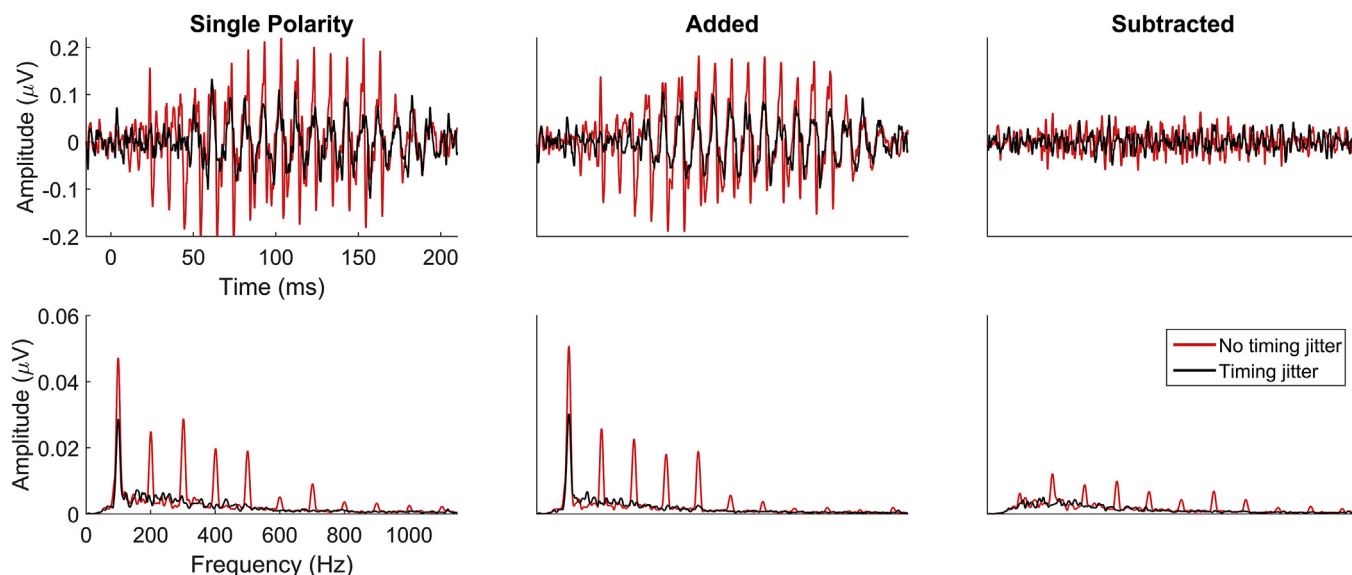 Single Polarity
Added
Subtracted
Amplitude (μV)
0.2
0.1
0
-0.1
-0.2
0 50 100 150 200
Time (ms)
Amplitude (μV)
0.06
0.04
0.02
0
0 200 400 600 800 1000
Frequency (Hz)
No timing jitter
Timing jitter